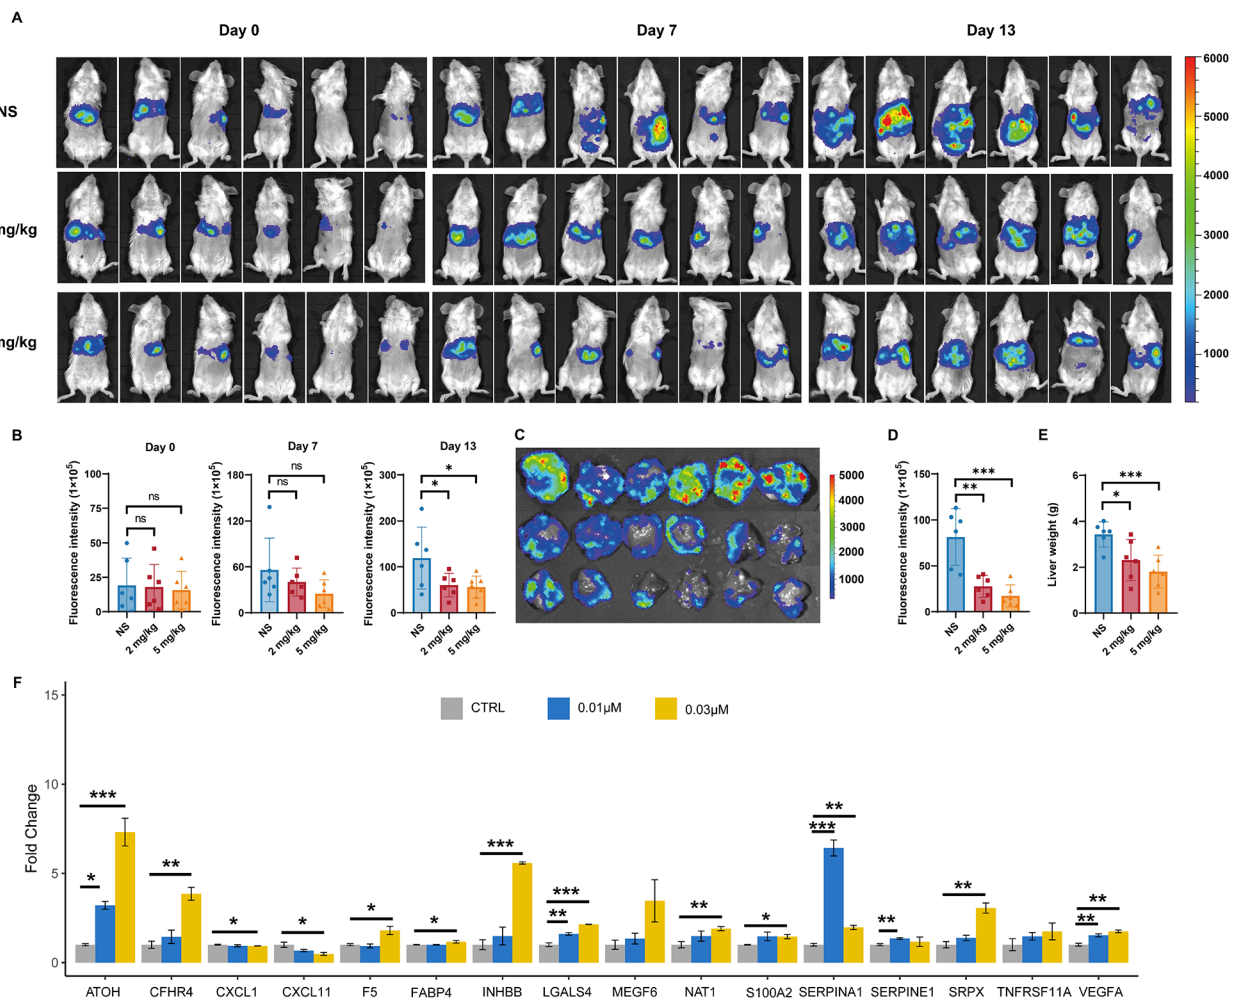 A
Day 0
Day 7
Day 13
NS
mg/kg
mg/kg
6000
5000
4000
3000
2000
1000
B
Day 0
Fluorescence intensity (1×10⁵)
100
75
50
25
0
ns
ns
NS
2 mg/kg
5 mg/kg
Day 7
Fluorescence intensity (1×10⁵)
180
120
60
0
ns
ns
NS
2 mg/kg
5 mg/kg
Day 13
Fluorescence intensity (1×10⁵)
300
200
100
0
*
*
NS
2 mg/kg
5 mg/kg
C
5000
4000
3000
2000
1000
D
Fluorescence intensity (1×10⁵)
150
100
50
0
***
**
NS
2 mg/kg
5 mg/kg
E
Liver weight (g)
6
4
2
0
***
*
NS
2 mg/kg
5 mg/kg
F
Fold Change
15
10
5
0
CTRL
0.01μM
0.03μM
***
*
**
*
*
*
*
***
***
**
**
*
**
***
**
**
**
**
ATOH
CFHR4
CXCL1
CXCL11
F5
FABP4
INHBB
LGALS4
MEGF6
NAT1
S100A2
SERPINA1
SERPINE1
SRPX
TNFRSF11A
VEGFA